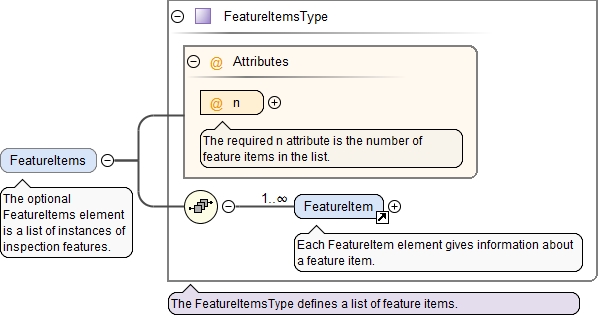 FeatureItemsType
@ Attributes
@ n
The required n attribute is the number of
feature items in the list.
FeatureItems
The optional
FeatureItems element
is a list of instances of
inspection features.
1..∞
FeatureItem
Each FeatureItem element gives information about
a feature item.
The FeatureItemsType defines a list of feature items.